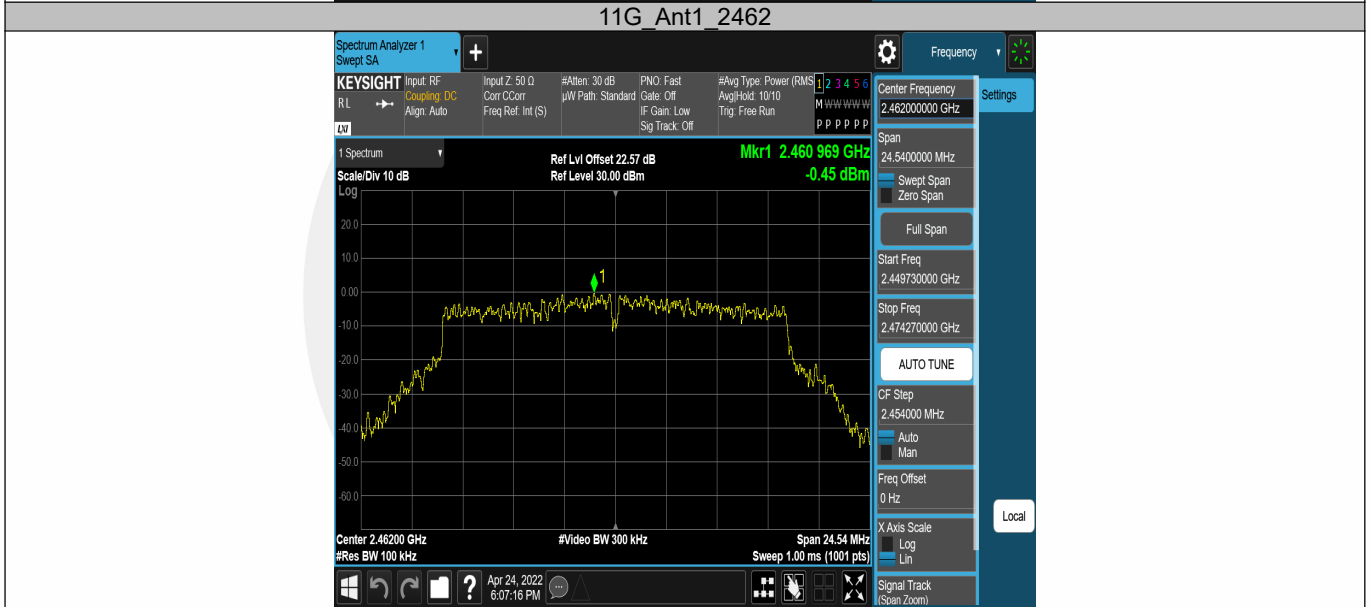 11G_Ant1_2462
Spectrum Analyzer 1
Swept SA
+
Frequency
KEYSIGHT
RL
LXI
Input: RF
Coupling: DC
Align: Auto
Input Z: 50 Ω
Corr CCorr
Freq Ref: Int (S)
#Atten: 30 dB
µW Path: Standard
PNO: Fast
Gate: Off
IF Gain: Low
Sig Track: Off
#Avg Type: Power (RMS
Avg|Hold: 10/10
Trig: Free Run
1 2 3 4 5 6
M W W W W W
P P P P P P
1 Spectrum
Scale/Div 10 dB
Ref Lvl Offset 22.57 dB
Ref Level 30.00 dBm
Mkr1 2.460 969 GHz
-0.45 dBm
Log
20.0
10.0
0.00
-10.0
-20.0
-30.0
-40.0
-50.0
-60.0
1
Center 2.46200 GHz
#Res BW 100 kHz
#Video BW 300 kHz
Span 24.54 MHz
Sweep 1.00 ms (1001 pts)
Center Frequency
2.462000000 GHz
Settings
Span
24.5400000 MHz
Swept Span
Zero Span
Full Span
Start Freq
2.449730000 GHz
Stop Freq
2.474270000 GHz
AUTO TUNE
CF Step
2.454000 MHz
Auto
Man
Freq Offset
0 Hz
X Axis Scale
Log
Lin
Local
Signal Track
(Span Zoom)
?
Apr 24, 2022
6:07:16 PM